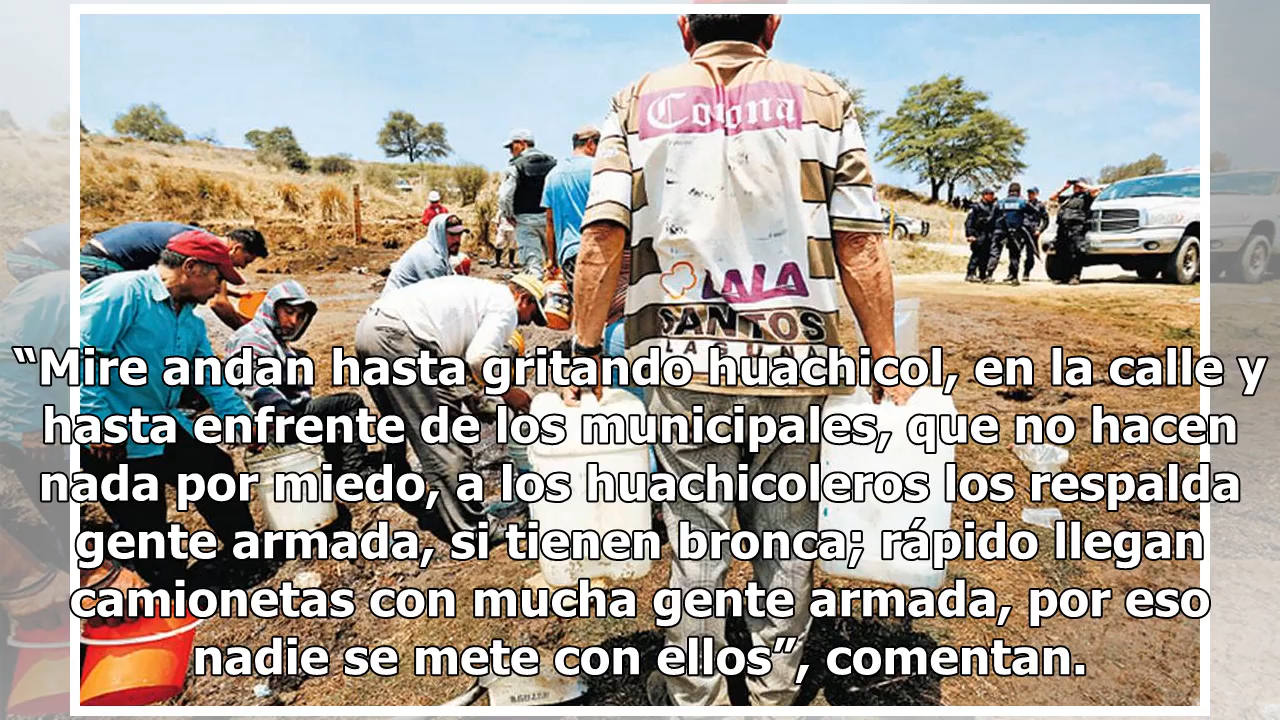 Corona
LALA
SANTOS
LAGUNA
“Mire andan hasta gritando huachicol, en la calle y
hasta enfrente de los municipales, que no hacen
nada por miedo, a los huachicoleros los respalda
gente armada, si tienen bronca; rápido llegan
camionetas con mucha gente armada, por eso
nadie se mete con ellos”, comentan.